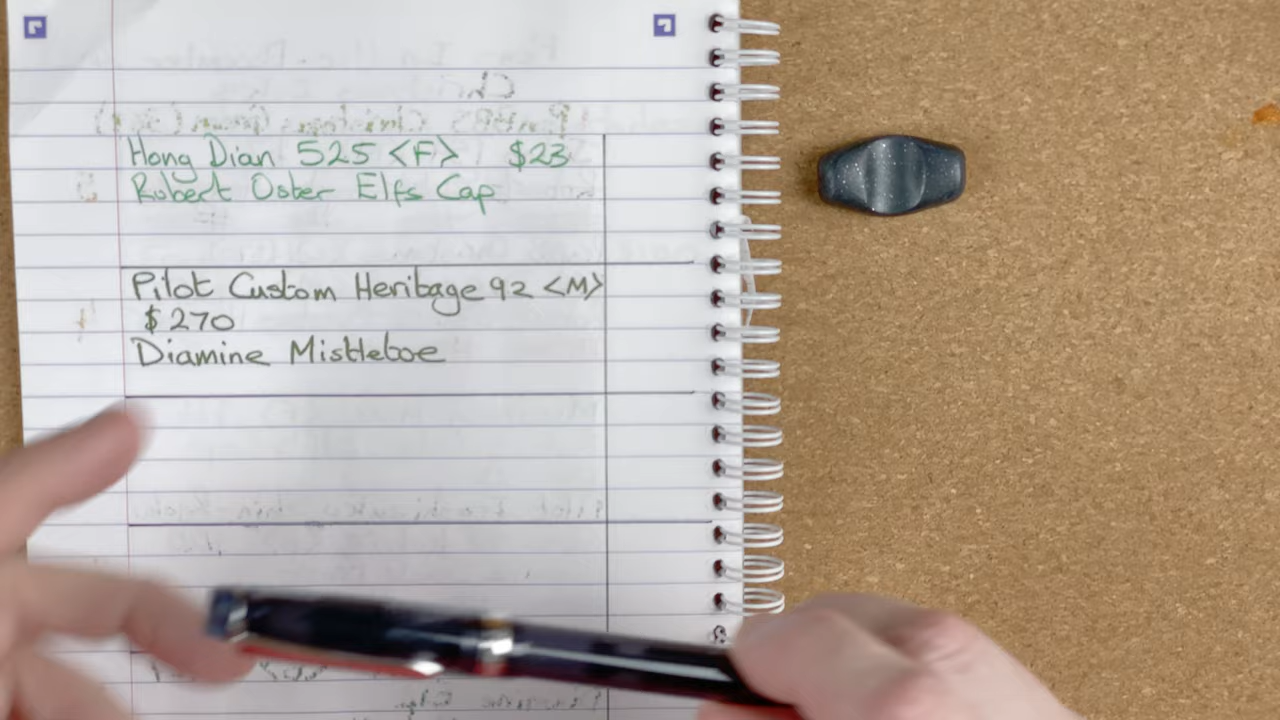 Hong Dian 525 <F> $23
Robert Oster Elfs Cap
Pilot Custom Heritage 92 <M>
$270
Diamine Mistletoe